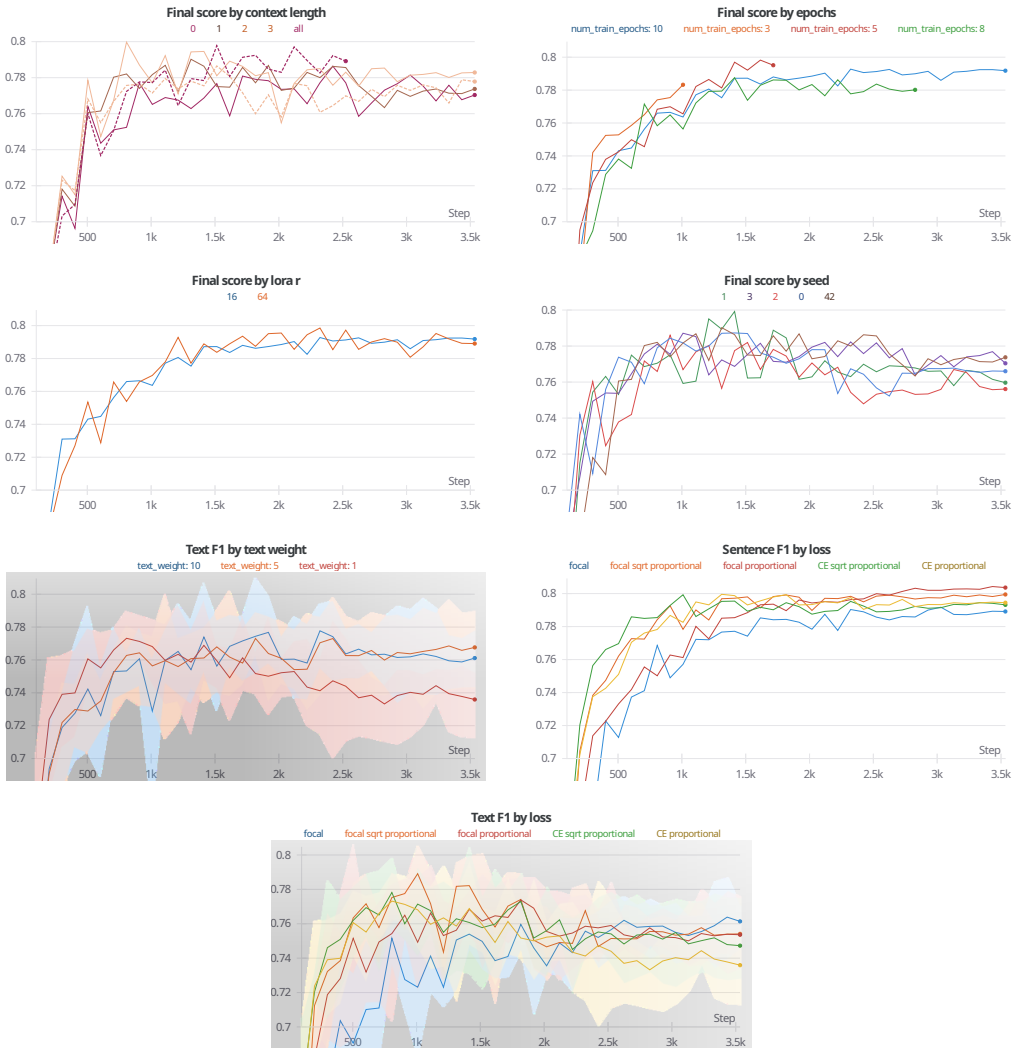 Final score by context length
0 1 2 3 all
0.8
0.78
0.76
0.74
0.72
0.7
Step
500 1k 1.5k 2k 2.5k 3k 3.5k
Final score by epochs
num_train_epochs: 10 num_train_epochs: 3 num_train_epochs: 5 num_train_epochs: 8
0.8
0.78
0.76
0.74
0.72
0.7
Step
500 1k 1.5k 2k 2.5k 3k 3.5k
Final score by lora r
16 64
0.8
0.78
0.76
0.74
0.72
0.7
Step
500 1k 1.5k 2k 2.5k 3k 3.5k
Final score by seed
1 3 2 0 42
0.8
0.78
0.76
0.74
0.72
0.7
Step
500 1k 1.5k 2k 2.5k 3k 3.5k
Text F1 by text weight
text_weight: 10 text_weight: 5 text_weight: 1
0.8
0.78
0.76
0.74
0.72
0.7
Step
500 1k 1.5k 2k 2.5k 3k 3.5k
Sentence F1 by loss
focal focal sqrt proportional focal proportional CE sqrt proportional CE proportional
0.8
0.78
0.76
0.74
0.72
0.7
Step
500 1k 1.5k 2k 2.5k 3k 3.5k
Text F1 by loss
focal focal sqrt proportional focal proportional CE sqrt proportional CE proportional
0.8
0.78
0.76
0.74
0.72
0.7
Step
500 1k 1.5k 2k 2.5k 3k 3.5k